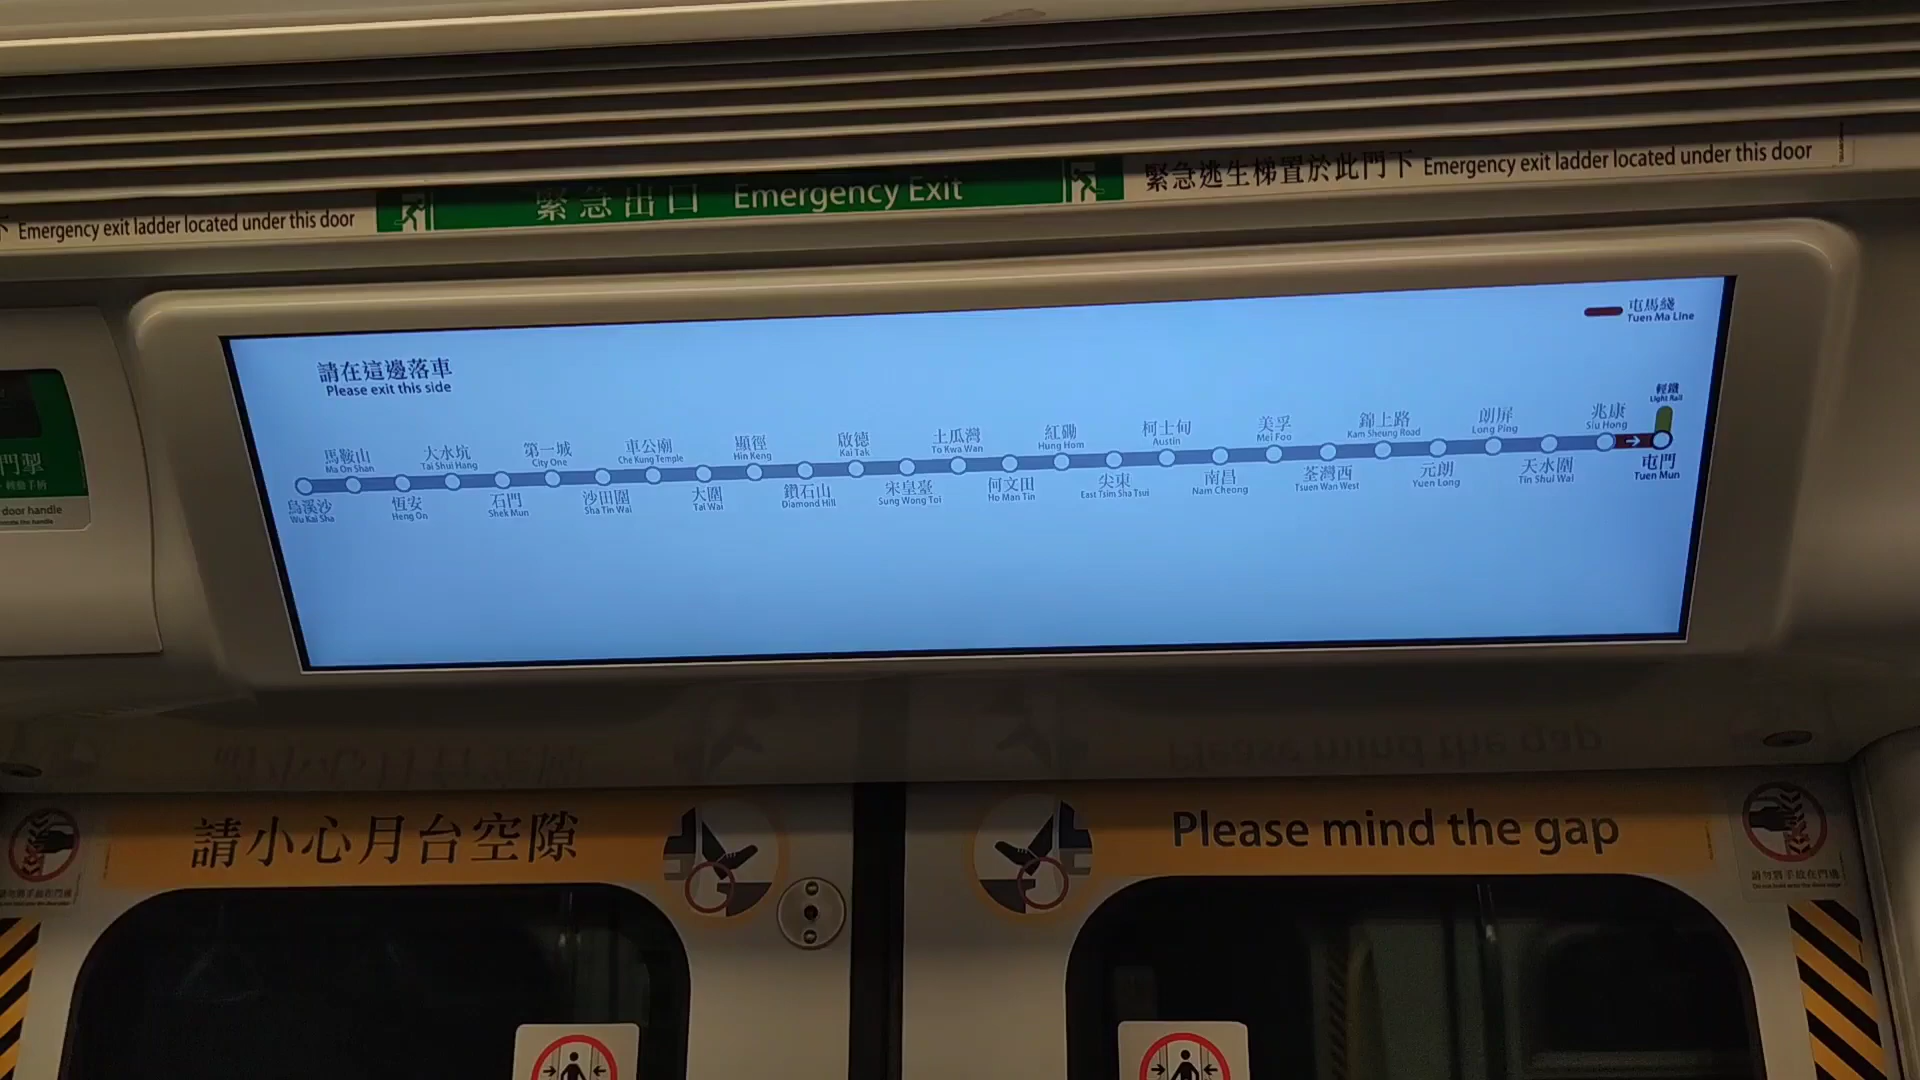 Emergency exit ladder located under this door
緊急出口 Emergency Exit
緊急逃生梯置於此門下 Emergency exit ladder located under this door
屯馬綫
Tuen Ma Line
請在這邊落車
Please exit this side
輕鐵
Light Rail
馬鞍山
Ma On Shan
大水坑
Tai Shui Hang
第一城
City One
車公廟
Che Kung Temple
顯徑
Hin Keng
啟德
Kai Tak
土瓜灣
To Kwa Wan
紅磡
Hung Hom
柯士甸
Austin
美孚
Mei Foo
錦上路
Kam Sheung Road
朗屏
Long Ping
兆康
Siu Hong
烏溪沙
Wu Kai Sha
恆安
Heng On
石門
Shek Mun
沙田圍
Sha Tin Wai
大圍
Tai Wai
鑽石山
Diamond Hill
宋皇臺
Sung Wong Toi
何文田
Ho Man Tin
尖東
East Tsim Sha Tsui
南昌
Nam Cheong
荃灣西
Tsuen Wan West
元朗
Yuen Long
天水圍
Tin Shui Wai
屯門
Tuen Mun
door handle
請小心月台空隙
Please mind the gap
請勿將手放在門邊